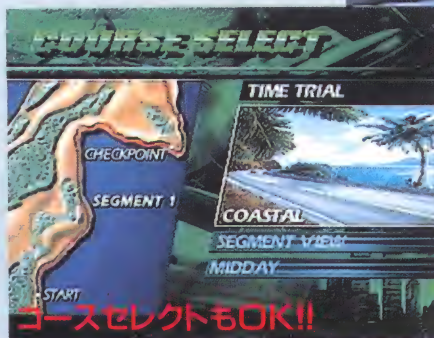 COURSE SELECT
TIME TRIAL
CHECKPOINT
SEGMENT 1
COASTAL
SEGMENT VIEW
MIDDAY
START
コースセレクトもOK!!